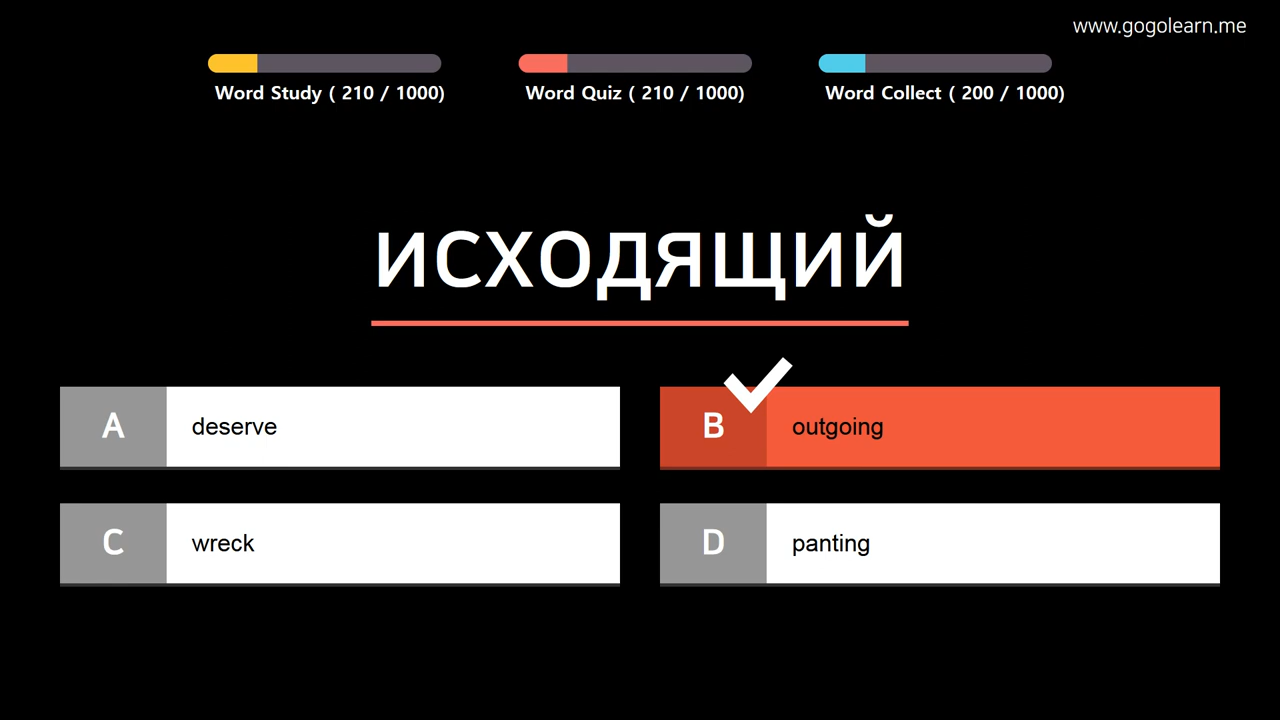 www.gogolearn.me
Word Study ( 210 / 1000)
Word Quiz ( 210 / 1000)
Word Collect ( 200 / 1000)
ИСХОДЯЩИЙ
A deserve
B outgoing
C wreck
D panting